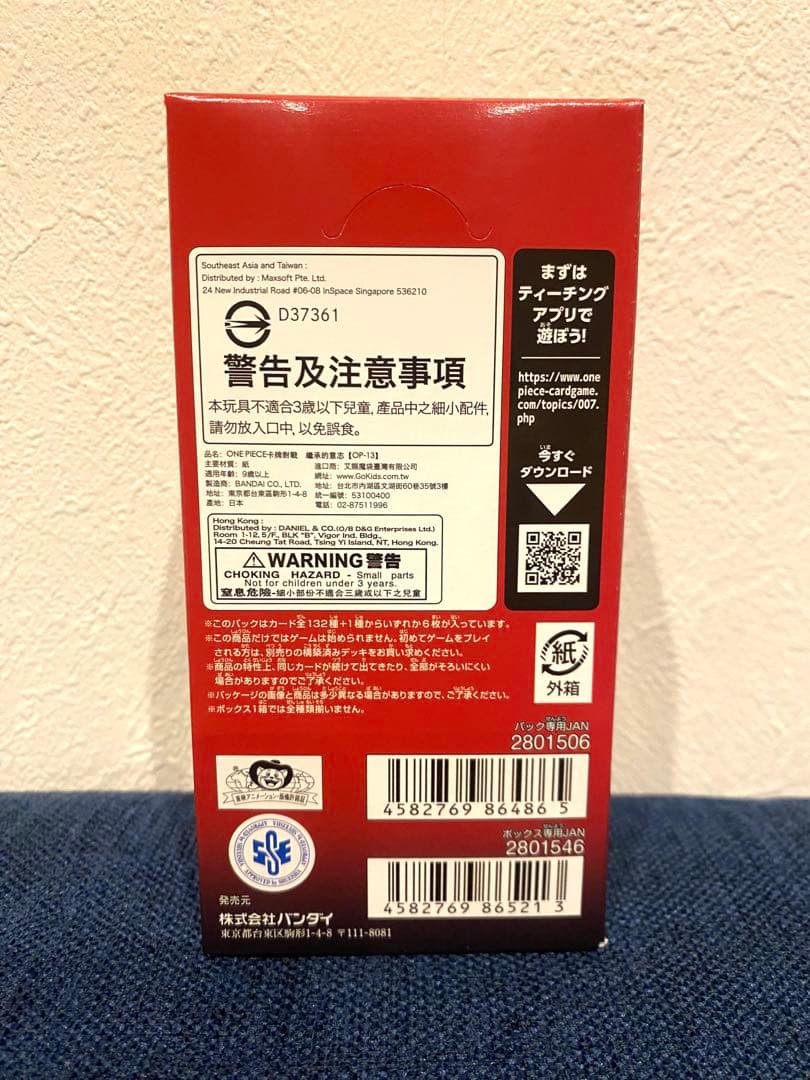 Southeast Asia and Taiwan :
Distributed by : Maxsoft Pte. Ltd.
24 New Industrial Road #06-08 InSpace Singapore 536210
D37361
警告及注意事項
本玩具不適合3歲以下兒童,產品中之細小配件,
請勿放入口中,以免誤食。
品名: ONE PIECE卡牌對戰 繼承的意志【OP-13】
主要材質: 紙
適用年齡: 9歲以上
製造商: BANDAI CO., LTD.
地址: 東京都台東區駒形1-4-8
產地: 日本
進口商: 艾賜魔袋臺灣有限公司
網址: www.GoKids.com.tw
地址: 台北市內湖區文湖街60巷35號3樓
統一編號: 53100400
電話: 02-87511996
Hong Kong :
Distributed by : DANIEL & CO.(O/B D&G Enterprises Ltd.)
Room 1-12, 5/F., BLK "B", Vigor Ind. Bldg.,
14-20 Cheung Tat Road, Tsing Yi Island, NT, Hong Kong.
WARNING 警告
CHOKING HAZARD - Small parts
Not for children under 3 years.
窒息危險-細小部份不適合三歲或以下之兒童
まずは
ティーチング
アプリで
遊ぼう!
https://www.one
piece-cardgame.
com/topics/007.
php
今すぐ
ダウンロード
※このパックはカード全132種+1種からいずれか6枚が入っています。
※この商品だけではゲームは始められません。初めてゲームをプレイ
される方は、別売りの構築済みデッキをお買い求めください。
※商品の特性上、同じカードが続けて出てきたり、全部がそろいにくい
場合がありますのでご了承ください。
※パッケージの画像と商品は多少異なる場合がありますので、ご了承ください。
※ボックス1箱では全種類揃いません。
紙
外箱
パック専用JAN
2801506
4582769 864865
ボックス専用JAN
2801546
4582769 865213
東映アニメーション・版権許諾証
発売元
株式会社バンダイ
東京都台東区駒形1-4-8 〒111-8081